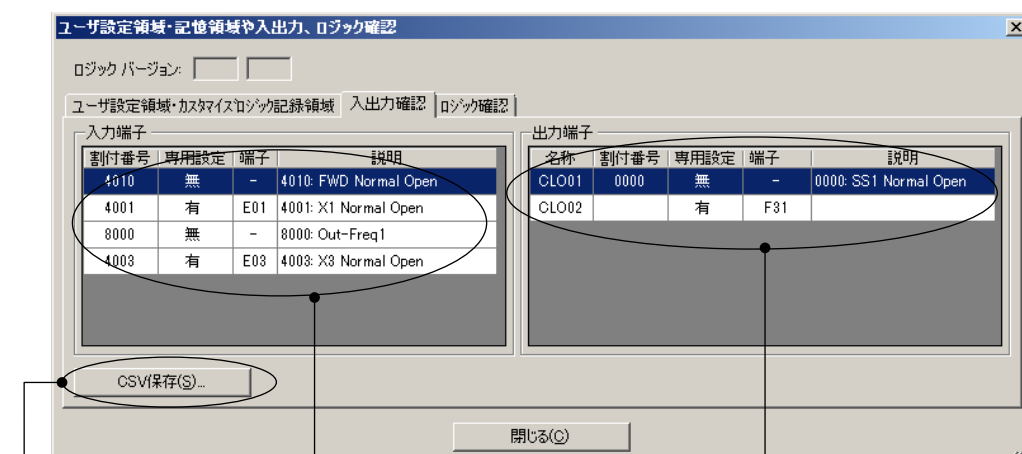 ユーザ設定領域・記憶領域や入出力、ロジック確認
ロジック バージョン:
ユーザ設定領域・カスタマイズロジック記録領域 入出力確認 ロジック確認
入力端子
割付番号 専用設定 端子 説明
4010 無 - 4010: FWD Normal Open
4001 有 E01 4001: X1 Normal Open
8000 無 - 8000: Out-Freq1
4003 有 E03 4003: X3 Normal Open
出力端子
名称 割付番号 専用設定 端子 説明
CLO01 0000 無 - 0000: SS1 Normal Open
CLO02 有 F31
CSV保存(S)...
閉じる(C)